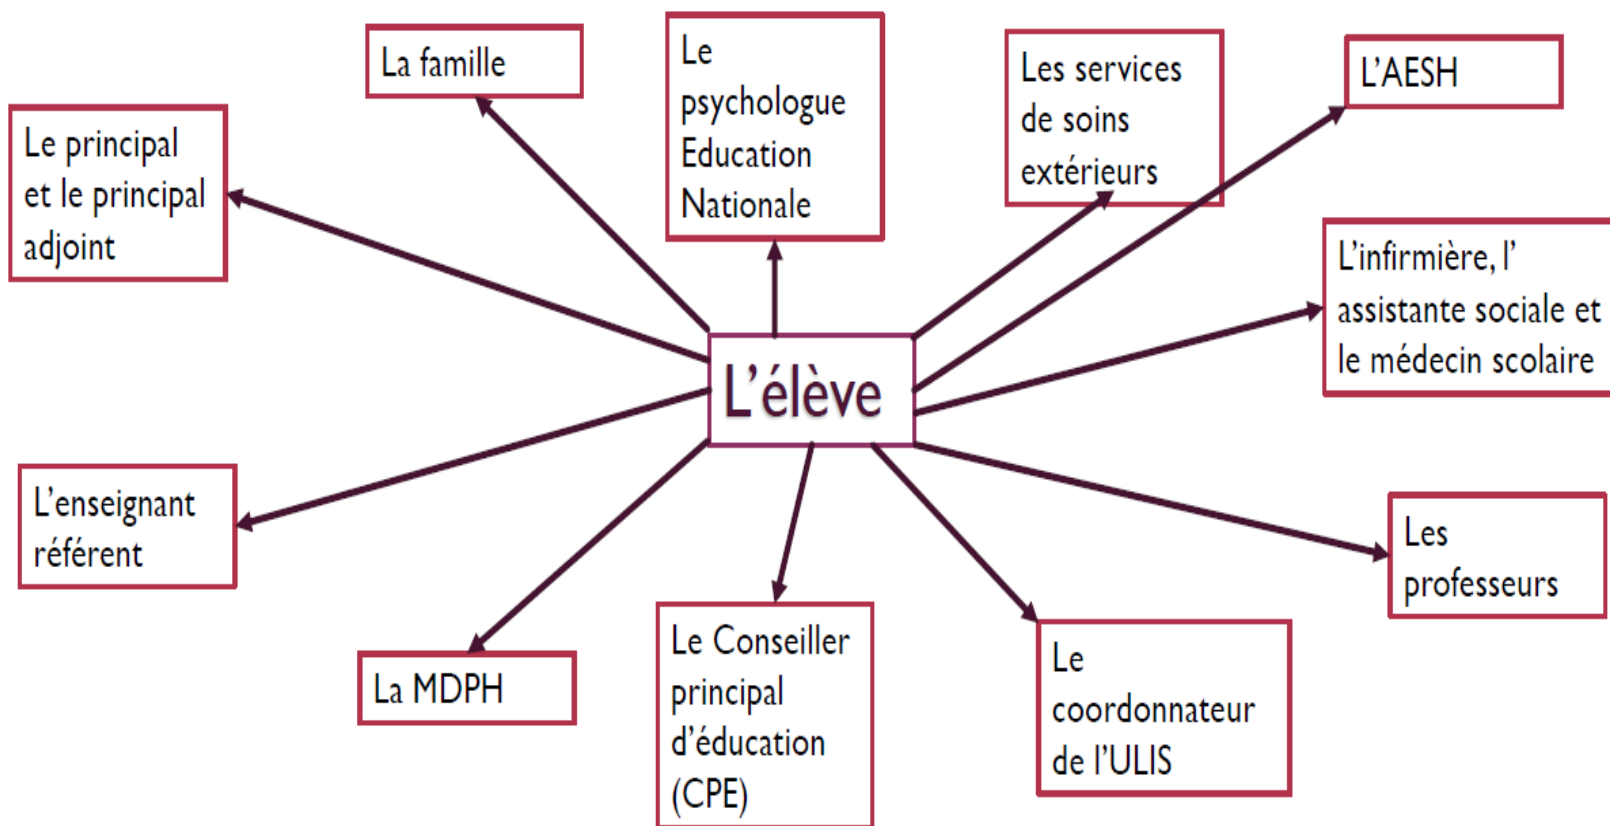 La famille
Le
psychologue
Education
Nationale
Les services
de soins
extérieurs
L'AESH
Le principal
et le principal
adjoint
L'infirmière, l'
assistante sociale et
le médecin scolaire
L'élève
L'enseignant
référent
Les
professeurs
La MDPH
Le Conseiller
principal
d'éducation
(CPE)
Le
coordonnateur
de l'ULIS